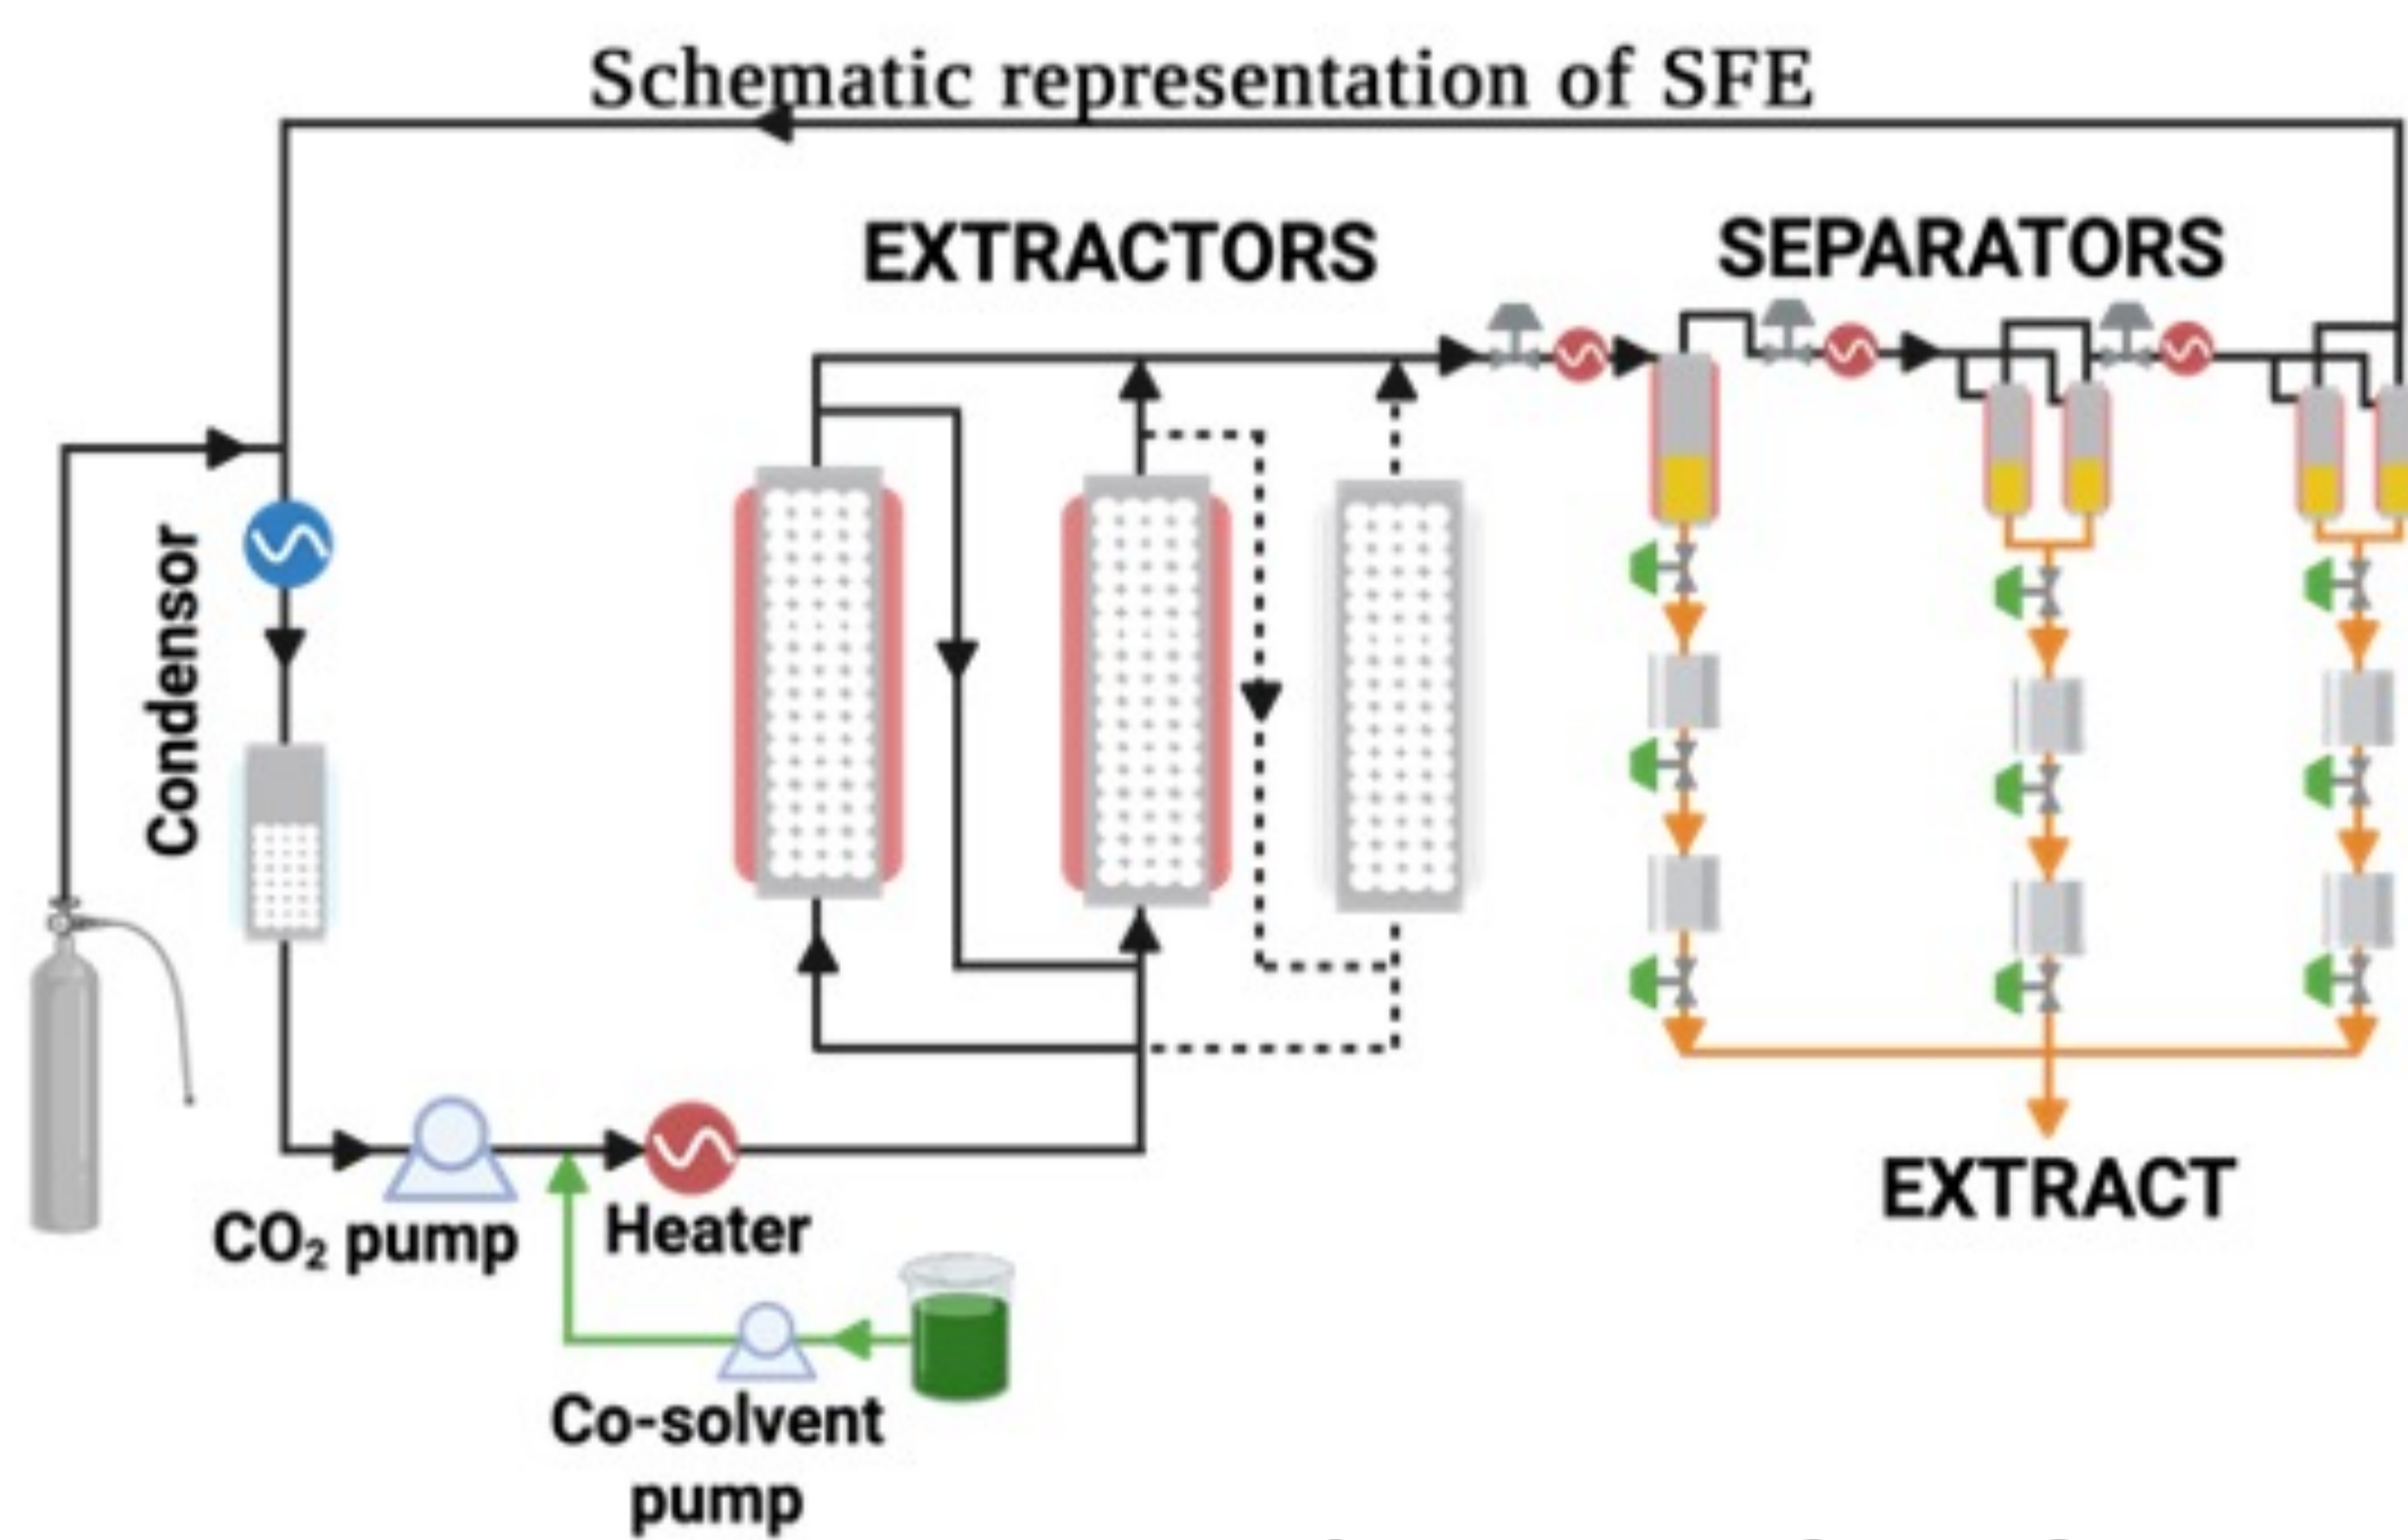 Schematic representation of SFE
EXTRACTORS
SEPARATORS
Condensor
CO₂ pump
Heater
EXTRACT
Co-solvent
pump